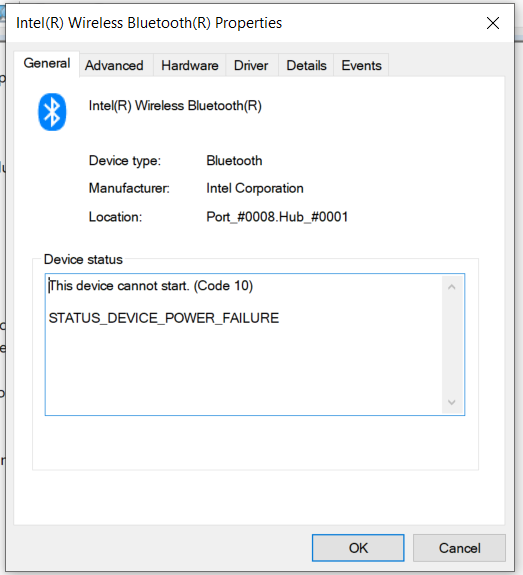 Intel(R) Wireless Bluetooth(R) Properties
General Advanced Hardware Driver Details Events
Intel(R) Wireless Bluetooth(R)
Device type: Bluetooth
Manufacturer: Intel Corporation
Location: Port_#0008.Hub_#0001
Device status
This device cannot start. (Code 10)
STATUS_DEVICE_POWER_FAILURE
OK Cancel